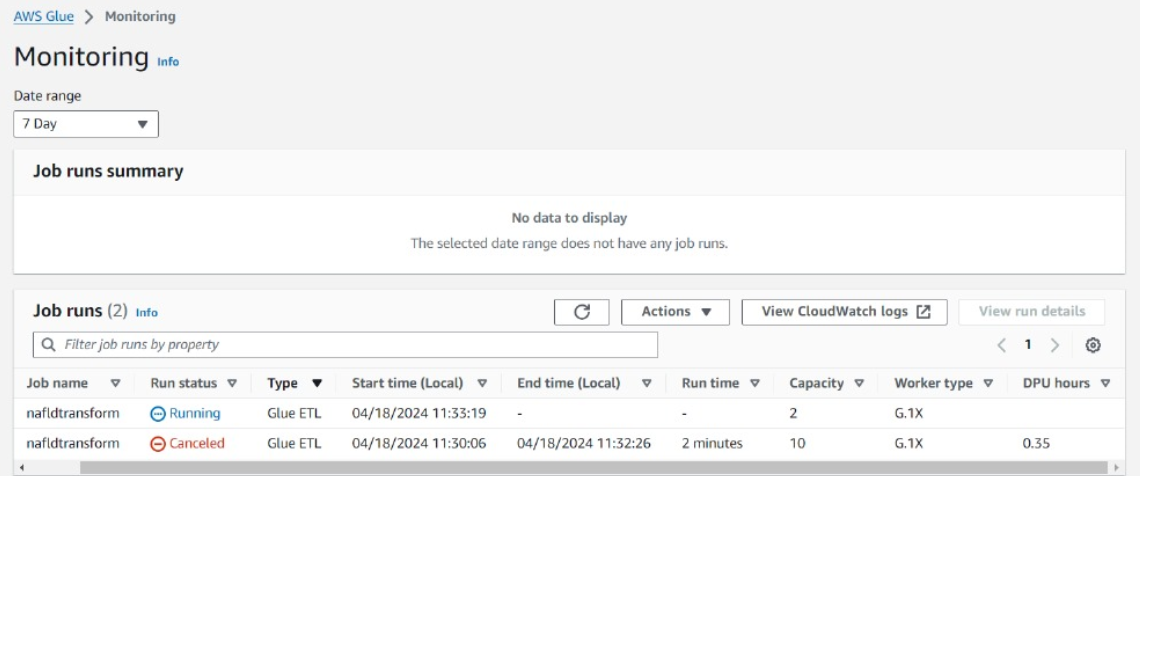 AWS Glue > Monitoring
Monitoring Info
Date range
7 Day
Job runs summary
No data to display
The selected date range does not have any job runs.
Job runs (2) Info
Actions
View CloudWatch logs
View run details
Filter job runs by property
1
Job name Run status Type Start time (Local) End time (Local) Run time Capacity Worker type DPU hours
nafldtransform Running Glue ETL 04/18/2024 11:33:19 - - 2 G.1X
nafldtransform Canceled Glue ETL 04/18/2024 11:30:06 04/18/2024 11:32:26 2 minutes 10 G.1X 0.35